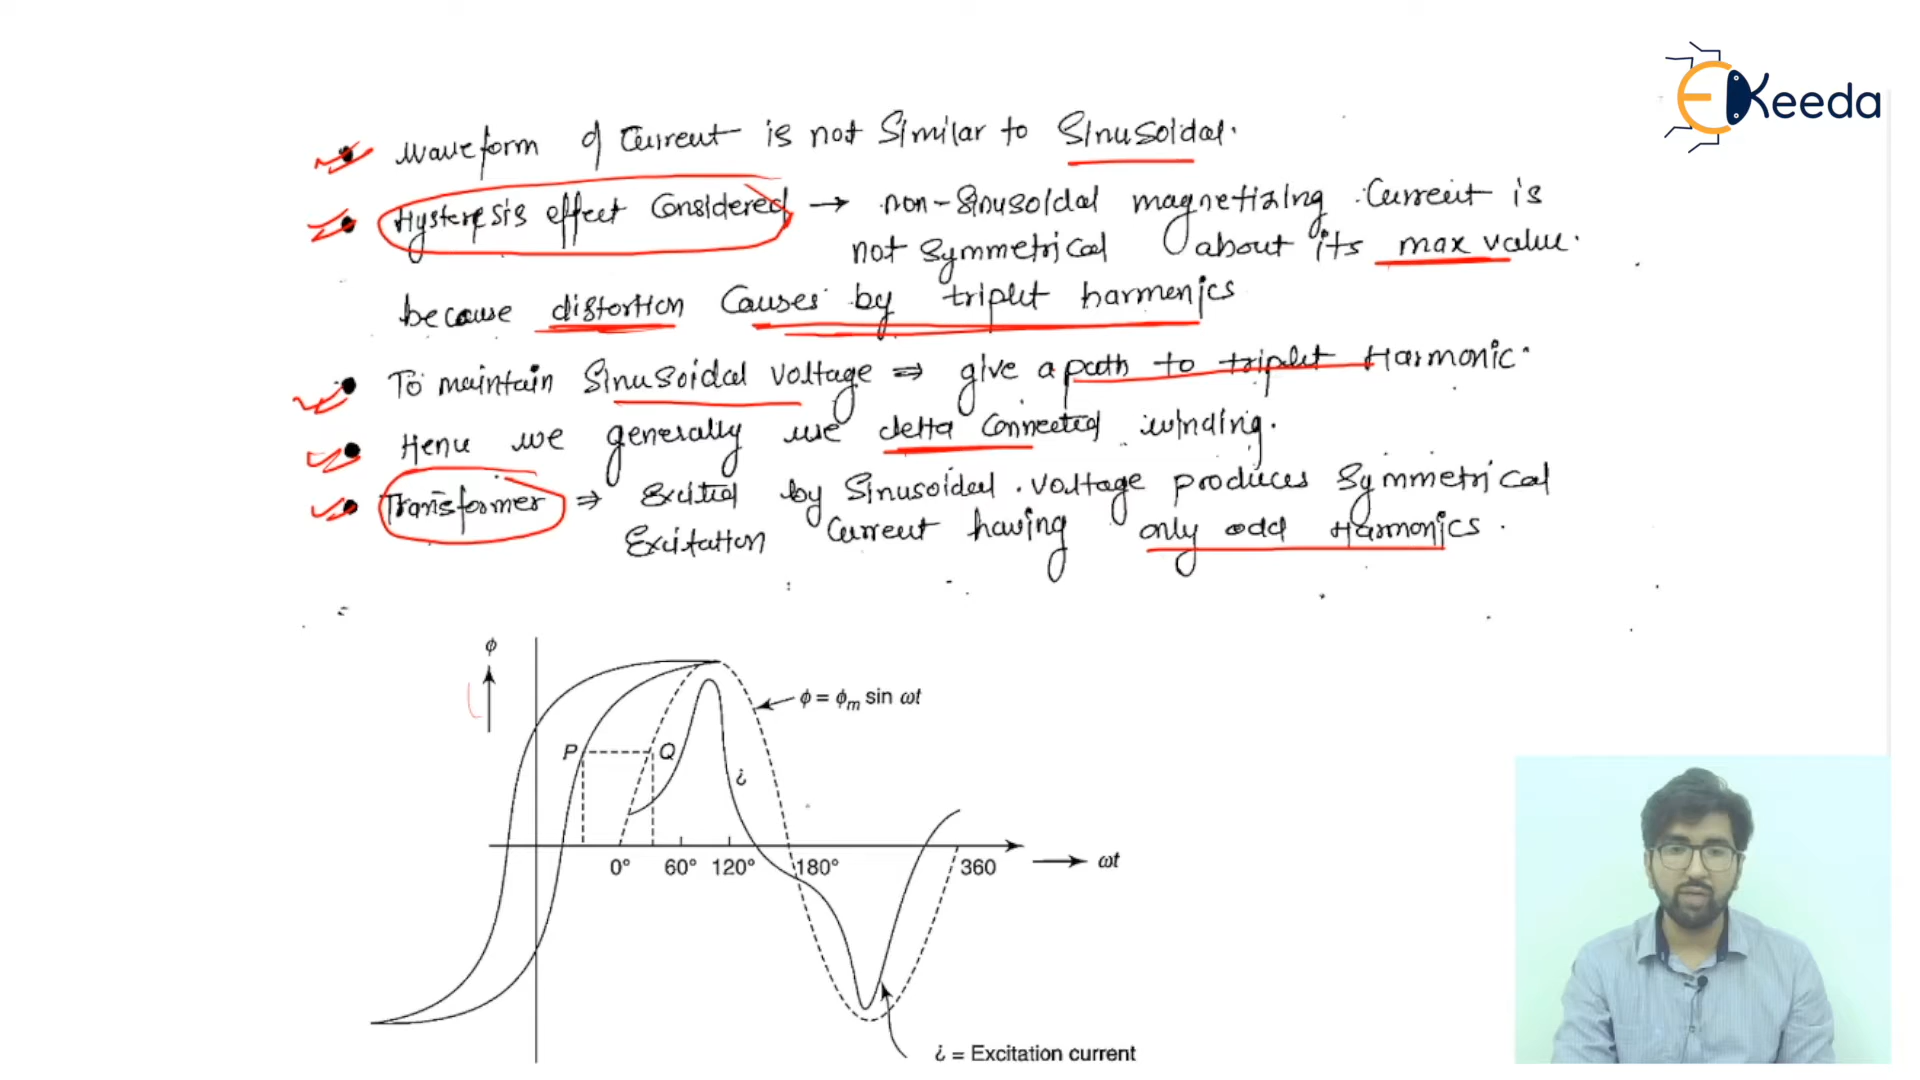 EKeeda
waveform of Current is not Similar to Sinusoidal.
Hysteresis effect Considered → non-Sinusoidal magnetizing Current is
not Symmetrical about its max value.
because distortion Causes by triplet harmonics
To maintain Sinusoidal voltage ⇒ give a path to triplet Harmonic.
Henu we generally use delta Connected winding.
Transformer ⇒ Excited by Sinusoidal voltage produces Symmetrical
Excitation Current having only odd Harmonics.
ϕ
ϕ = ϕm sin ωt
P Q
i
0° 60° 120° 180° 360
ωt
i = Excitation current